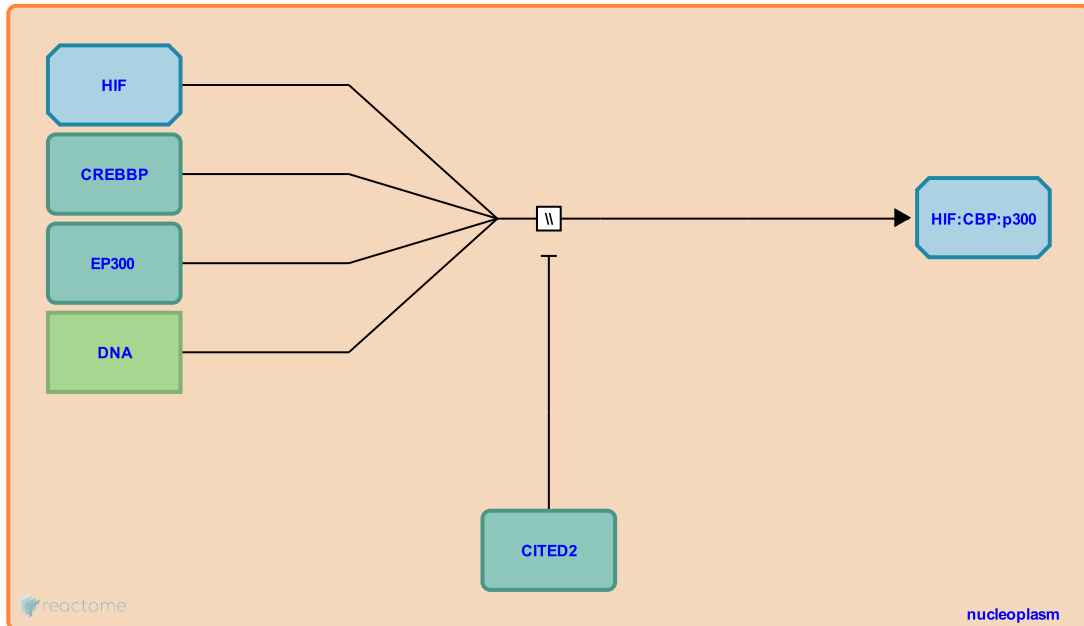 HIF
CREBBP
EP300
DNA
\\
HIF:CBP:p300
CITED2
reactome
nucleoplasm